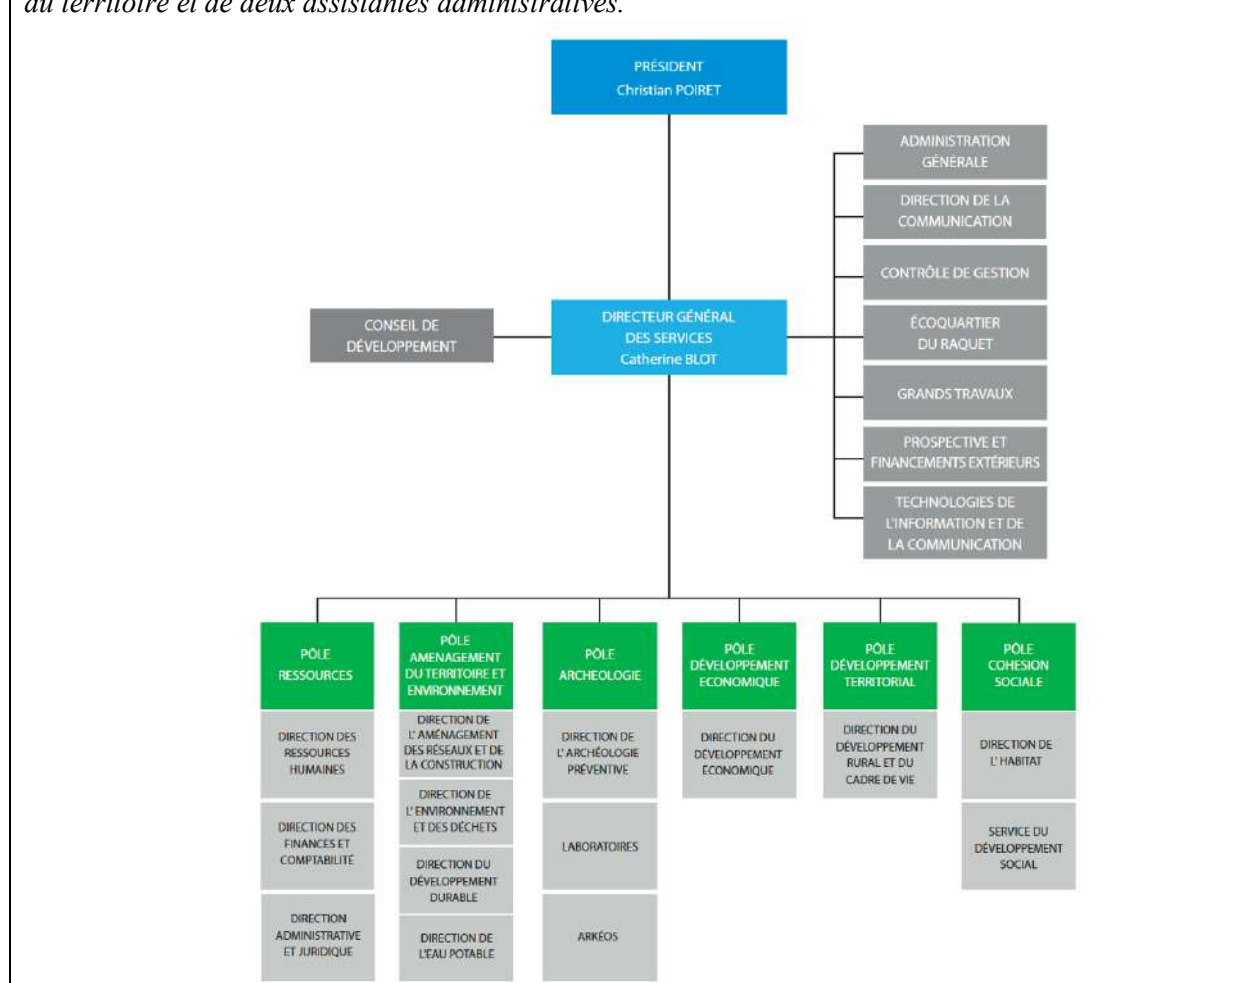 au territoire et de deux assistantes administratives.
PRÉSIDENT
Christian POIRET
ADMINISTRATION
GÉNÉRALE
DIRECTION DE LA
COMMUNICATION
CONTRÔLE DE GESTION
ÉCOQUARTIER
DU RAQUET
GRANDS TRAVAUX
PROSPECTIVE ET
FINANCEMENTS EXTÉRIEURS
TECHNOLOGIES DE
L'INFORMATION ET DE
LA COMMUNICATION
CONSEIL DE
DÉVELOPPEMENT
DIRECTEUR GÉNÉRAL
DES SERVICES
Catherine BLOT
PÔLE
RESSOURCES
DIRECTION DES
RESSOURCES
HUMAINES
DIRECTION DES
FINANCES ET
COMPTABILITÉ
DIRECTION
ADMINISTRATIVE
ET JURIDIQUE
PÔLE
AMENAGEMENT
DU TERRITOIRE ET
ENVIRONNEMENT
DIRECTION DE
L' AMÉNAGEMENT
DES RÉSEAUX ET DE
LA CONSTRUCTION
DIRECTION DE
L' ENVIRONNEMENT
ET DES DÉCHETS
DIRECTION DU
DÉVELOPPEMENT
DURABLE
DIRECTION DE
L'EAU POTABLE
PÔLE
ARCHEOLOGIE
DIRECTION DE
L' ARCHÉOLOGIE
PRÉVENTIVE
LABORATOIRES
ARKÉOS
PÔLE
DÉVELOPPEMENT
ECONOMIQUE
DIRECTION DU
DÉVELOPPEMENT
ÉCONOMIQUE
PÔLE
DÉVELOPPEMENT
TERRITORIAL
DIRECTION DU
DÉVELOPPEMENT
RURAL ET DU
CADRE DE VIE
PÔLE
COHESION
SOCIALE
DIRECTION DE
L' HABITAT
SERVICE DU
DÉVELOPPEMENT
SOCIAL